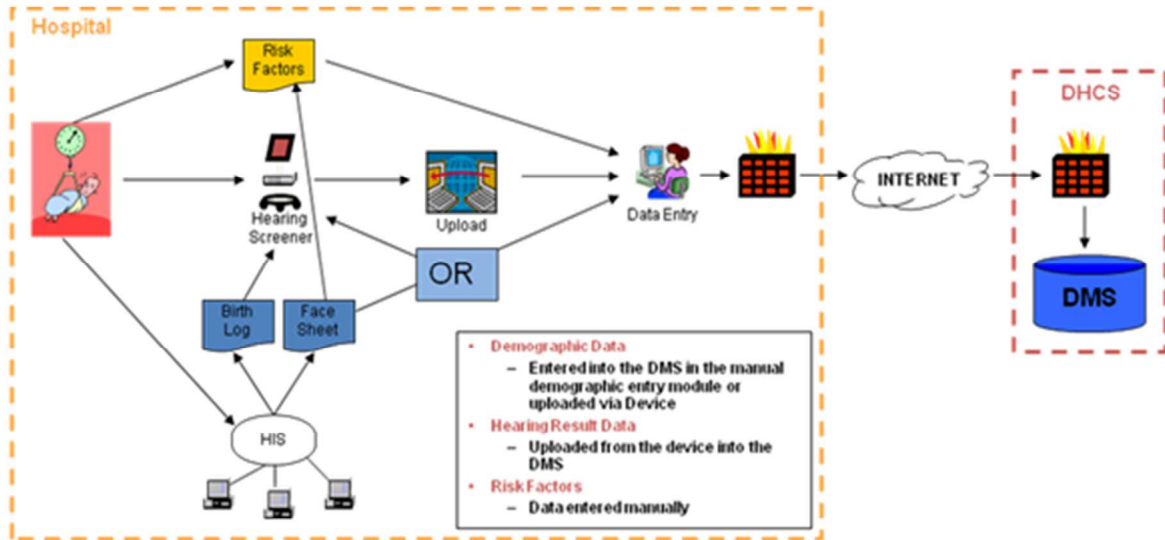 Hospital
Risk
Factors
DHCS
Hearing
Screener
Upload
Data Entry
INTERNET
OR
DMS
Birth
Log
Face
Sheet
HIS
• Demographic Data
– Entered into the DMS in the manual
demographic entry module or
uploaded via Device
• Hearing Result Data
– Uploaded from the device into the
DMS
• Risk Factors
– Data entered manually